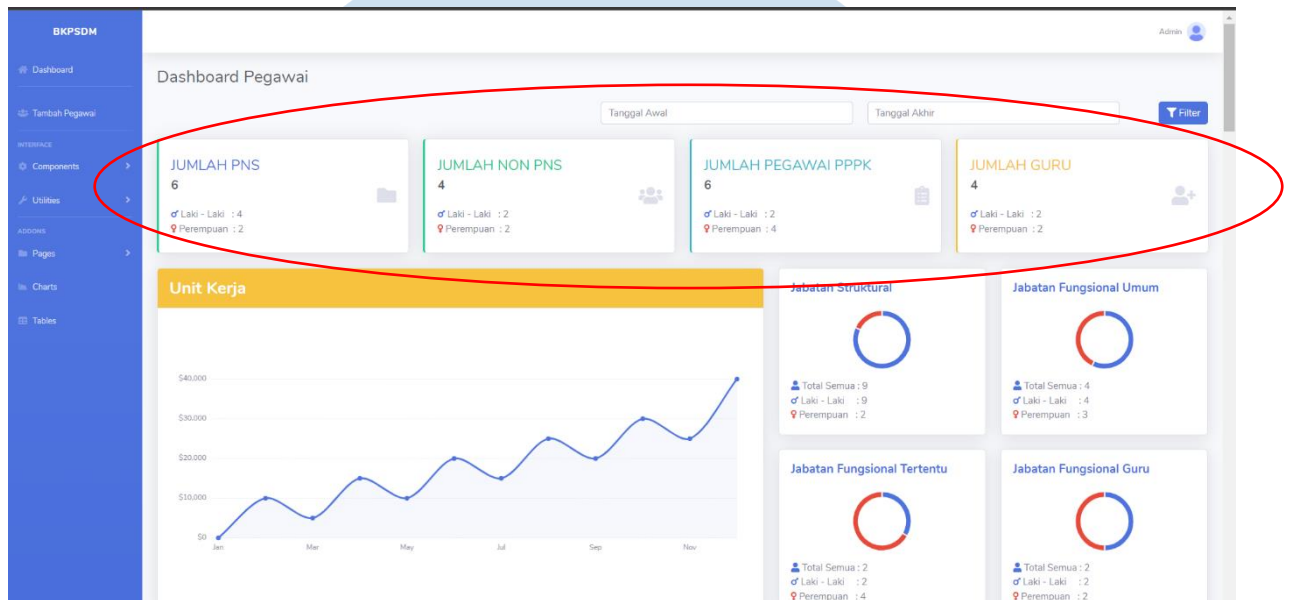 BKPSDM
Admin
Dashboard
Dashboard Pegawai
Tanggal Awal
Tanggal Akhir
Filter
Tambah Pegawai
INTERFACE
Components
Utilities
ADDONS
Pages
Charts
Tables
JUMLAH PNS
6
Laki - Laki : 4
Perempuan : 2
JUMLAH NON PNS
4
Laki - Laki : 2
Perempuan : 2
JUMLAH PEGAWAI PPPK
6
Laki - Laki : 2
Perempuan : 4
JUMLAH GURU
4
Laki - Laki : 2
Perempuan : 2
Unit Kerja
$40,000
$30,000
$20,000
$10,000
$0
Jan Mar May Jul Sep Nov
Jabatan Struktural
Total Semua : 9
Laki - Laki : 9
Perempuan : 2
Jabatan Fungsional Umum
Total Semua : 4
Laki - Laki : 4
Perempuan : 3
Jabatan Fungsional Tertentu
Total Semua : 2
Laki - Laki : 2
Perempuan : 4
Jabatan Fungsional Guru
Total Semua : 2
Laki - Laki : 2
Perempuan : 2